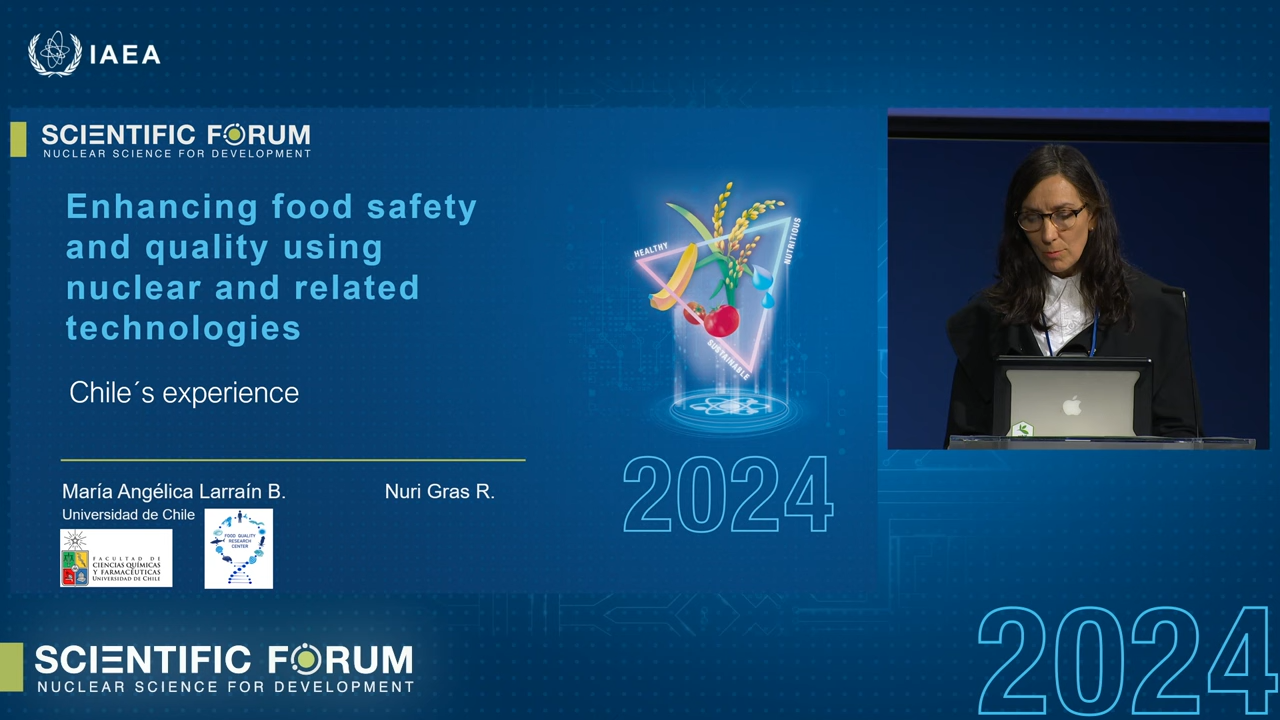 IAEA
SCIENTIFIC FORUM
NUCLEAR SCIENCE FOR DEVELOPMENT
Enhancing food safety
and quality using
nuclear and related
technologies
Chile´s experience
María Angélica Larraín B.
Nuri Gras R.
Universidad de Chile
FACULTAD DE
CIENCIAS QUÍMICAS
Y FARMACÉUTICAS
UNIVERSIDAD DE CHILE
FOOD QUALITY
RESEARCH
CENTER
HEALTHY
NUTRITIOUS
SUSTAINABLE
2024
SCIENTIFIC FORUM
NUCLEAR SCIENCE FOR DEVELOPMENT
2024